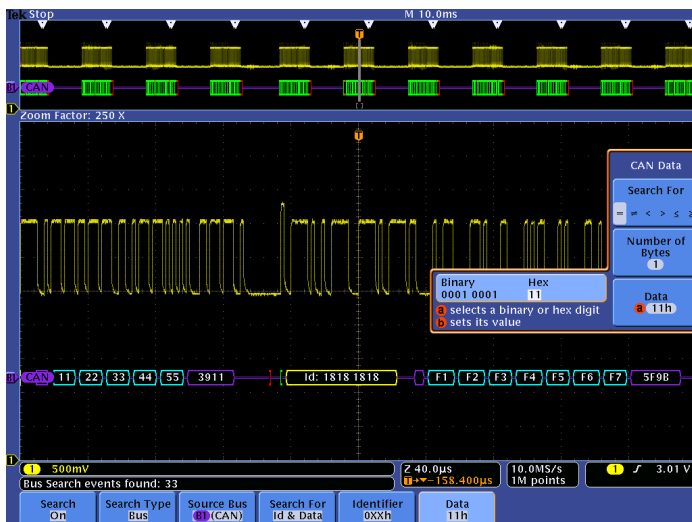 Tek Stop M 10.0ms
T
B1 CAN
1
Zoom Factor: 250 X
T
CAN Data
Search For
= ≠ < > ≤ ≥
Number of
Bytes
1
Data
a 11h
Binary Hex
0001 0001 11
a selects a binary or hex digit
b sets its value
B1 CAN 11 22 33 44 55 3911 Id: 1818 1818 F1 F2 F3 F4 F5 F6 F7 5F9B
1
1 500mV
Z 40.0µs
T→▼−158.400µs
10.0MS/s
1M points
1 ∫ 3.01 V
Bus Search events found: 33
Search
On
Search Type
Bus
Source Bus
B1 (CAN)
Search For
Id & Data
Identifier
0XXh
Data
11h